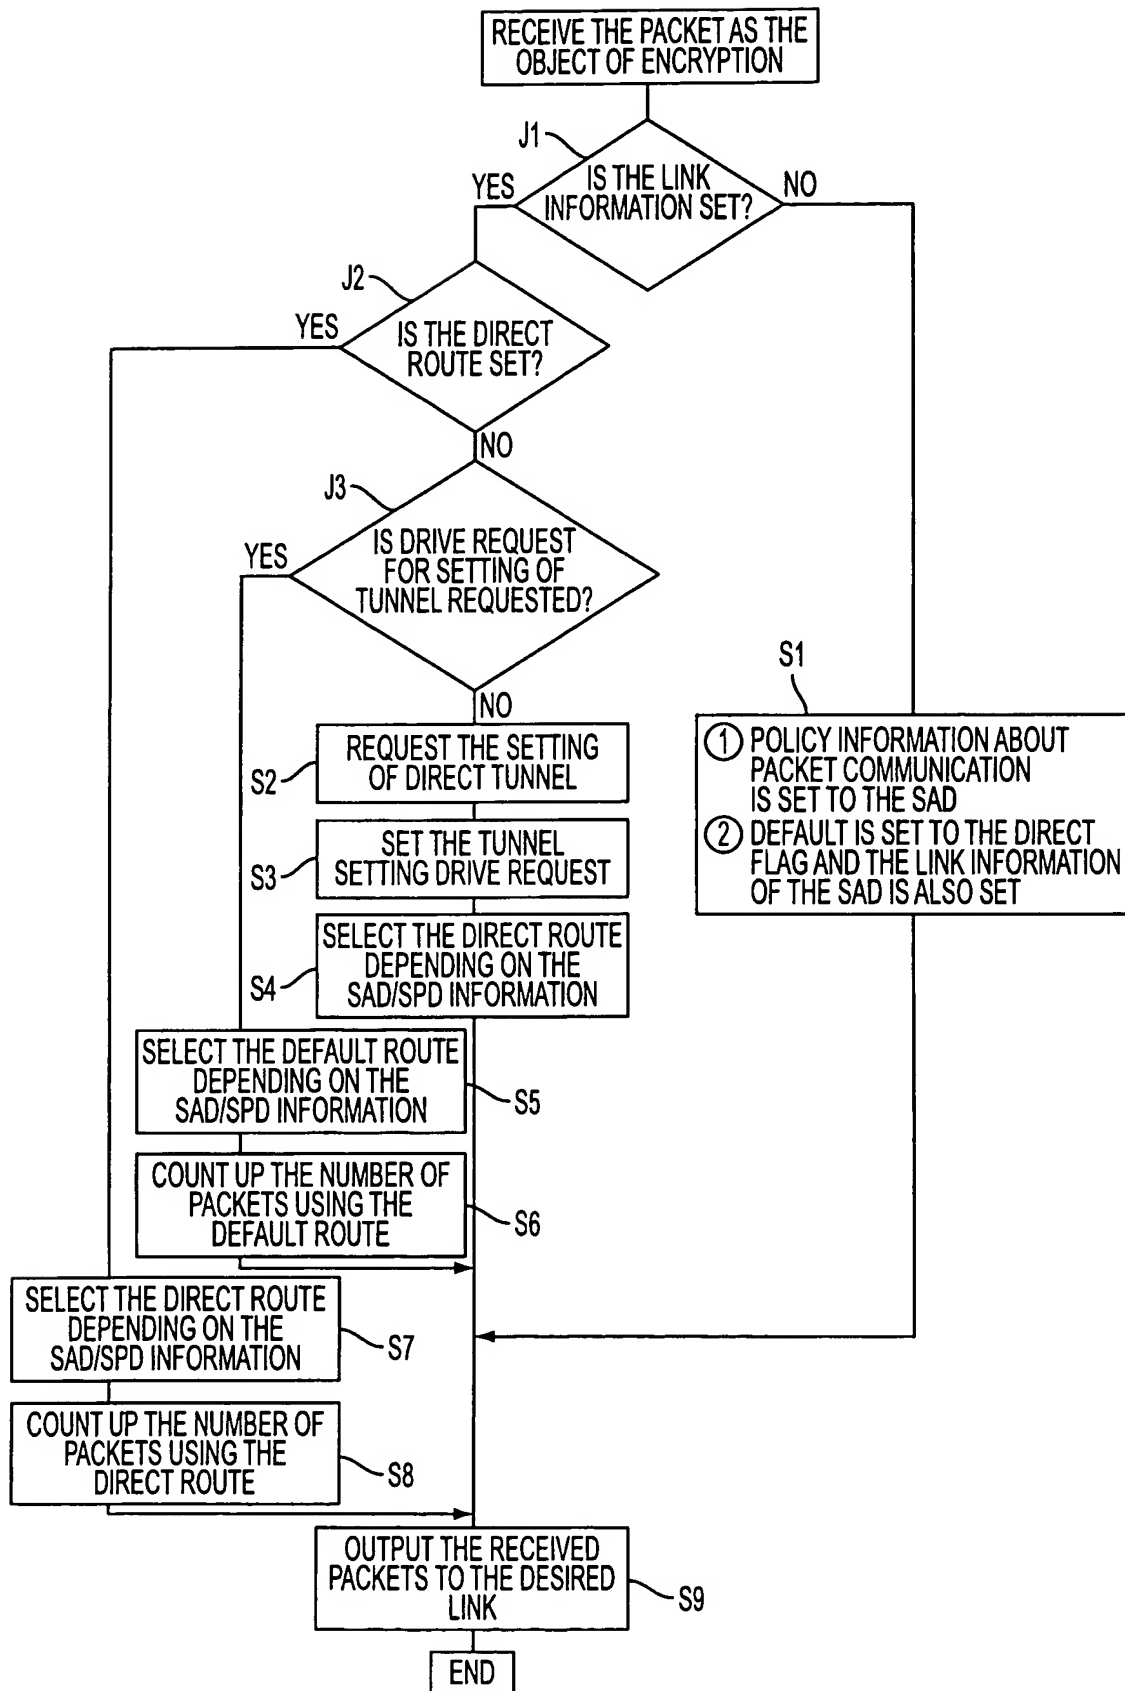 RECEIVE THE PACKET AS THE
OBJECT OF ENCRYPTION
J1
IS THE LINK
INFORMATION SET?
YES
NO
J2
IS THE DIRECT
ROUTE SET?
YES
NO
J3
IS DRIVE REQUEST
FOR SETTING OF
TUNNEL REQUESTED?
YES
NO
S1
① POLICY INFORMATION ABOUT
PACKET COMMUNICATION
IS SET TO THE SAD
② DEFAULT IS SET TO THE DIRECT
FLAG AND THE LINK INFORMATION
OF THE SAD IS ALSO SET
REQUEST THE SETTING
OF DIRECT TUNNEL
S2
SET THE TUNNEL
SETTING DRIVE REQUEST
S3
SELECT THE DIRECT ROUTE
DEPENDING ON THE
SAD/SPD INFORMATION
S4
SELECT THE DEFAULT ROUTE
DEPENDING ON THE
SAD/SPD INFORMATION
S5
COUNT UP THE NUMBER OF
PACKETS USING THE
DEFAULT ROUTE
S6
SELECT THE DIRECT ROUTE
DEPENDING ON THE
SAD/SPD INFORMATION
S7
COUNT UP THE NUMBER OF
PACKETS USING THE
DIRECT ROUTE
S8
OUTPUT THE RECEIVED
PACKETS TO THE DESIRED
LINK
S9
END